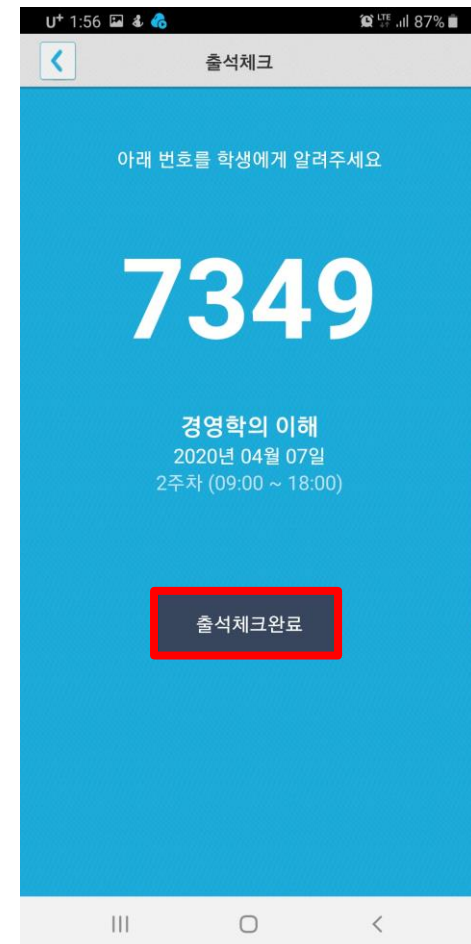 U+ 1:56 LTE 87%
출석체크
아래 번호를 학생에게 알려주세요
7349
경영학의 이해
2020년 04월 07일
2주차 (09:00 ~ 18:00)
출석체크완료